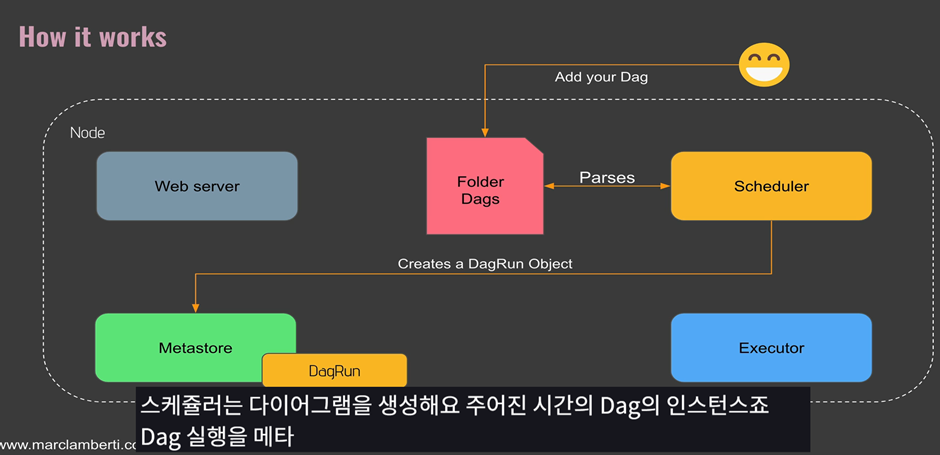 How it works
Add your Dag
Node
Web server
Folder
Dags
Parses
Scheduler
Creates a DagRun Object
Metastore
DagRun
Executor
스케쥴러는 다이어그램을 생성해요 주어진 시간의 Dag의 인스턴스죠
Dag 실행을 메타
www.marclamberti.co